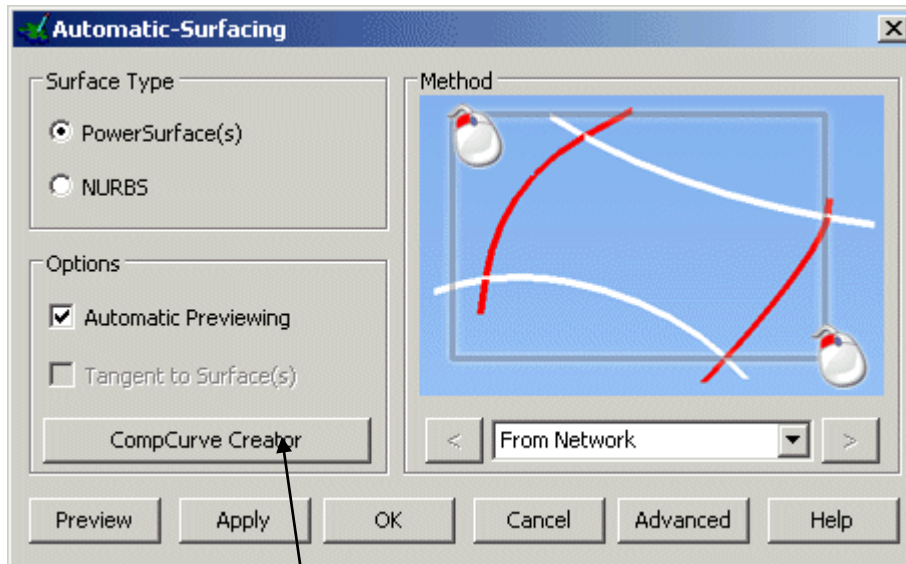 Automatic-Surfacing
Surface Type
PowerSurface(s)
NURBS
Options
Automatic Previewing
Tangent to Surface(s)
CompCurve Creator
Method
< From Network >
Preview Apply OK Cancel Advanced Help